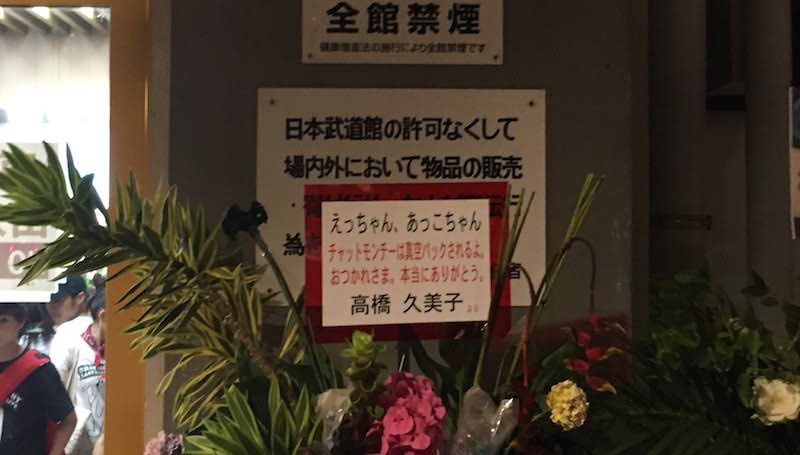 全館禁煙
健康増進法の施行により全館禁煙です
日本武道館の許可なくして
場内外において物品の販売
えっちゃん、あっこちゃん
チャットモンチーは真空パックされるよ。
おつかれさま。本当にありがとう。
高橋 久美子 より